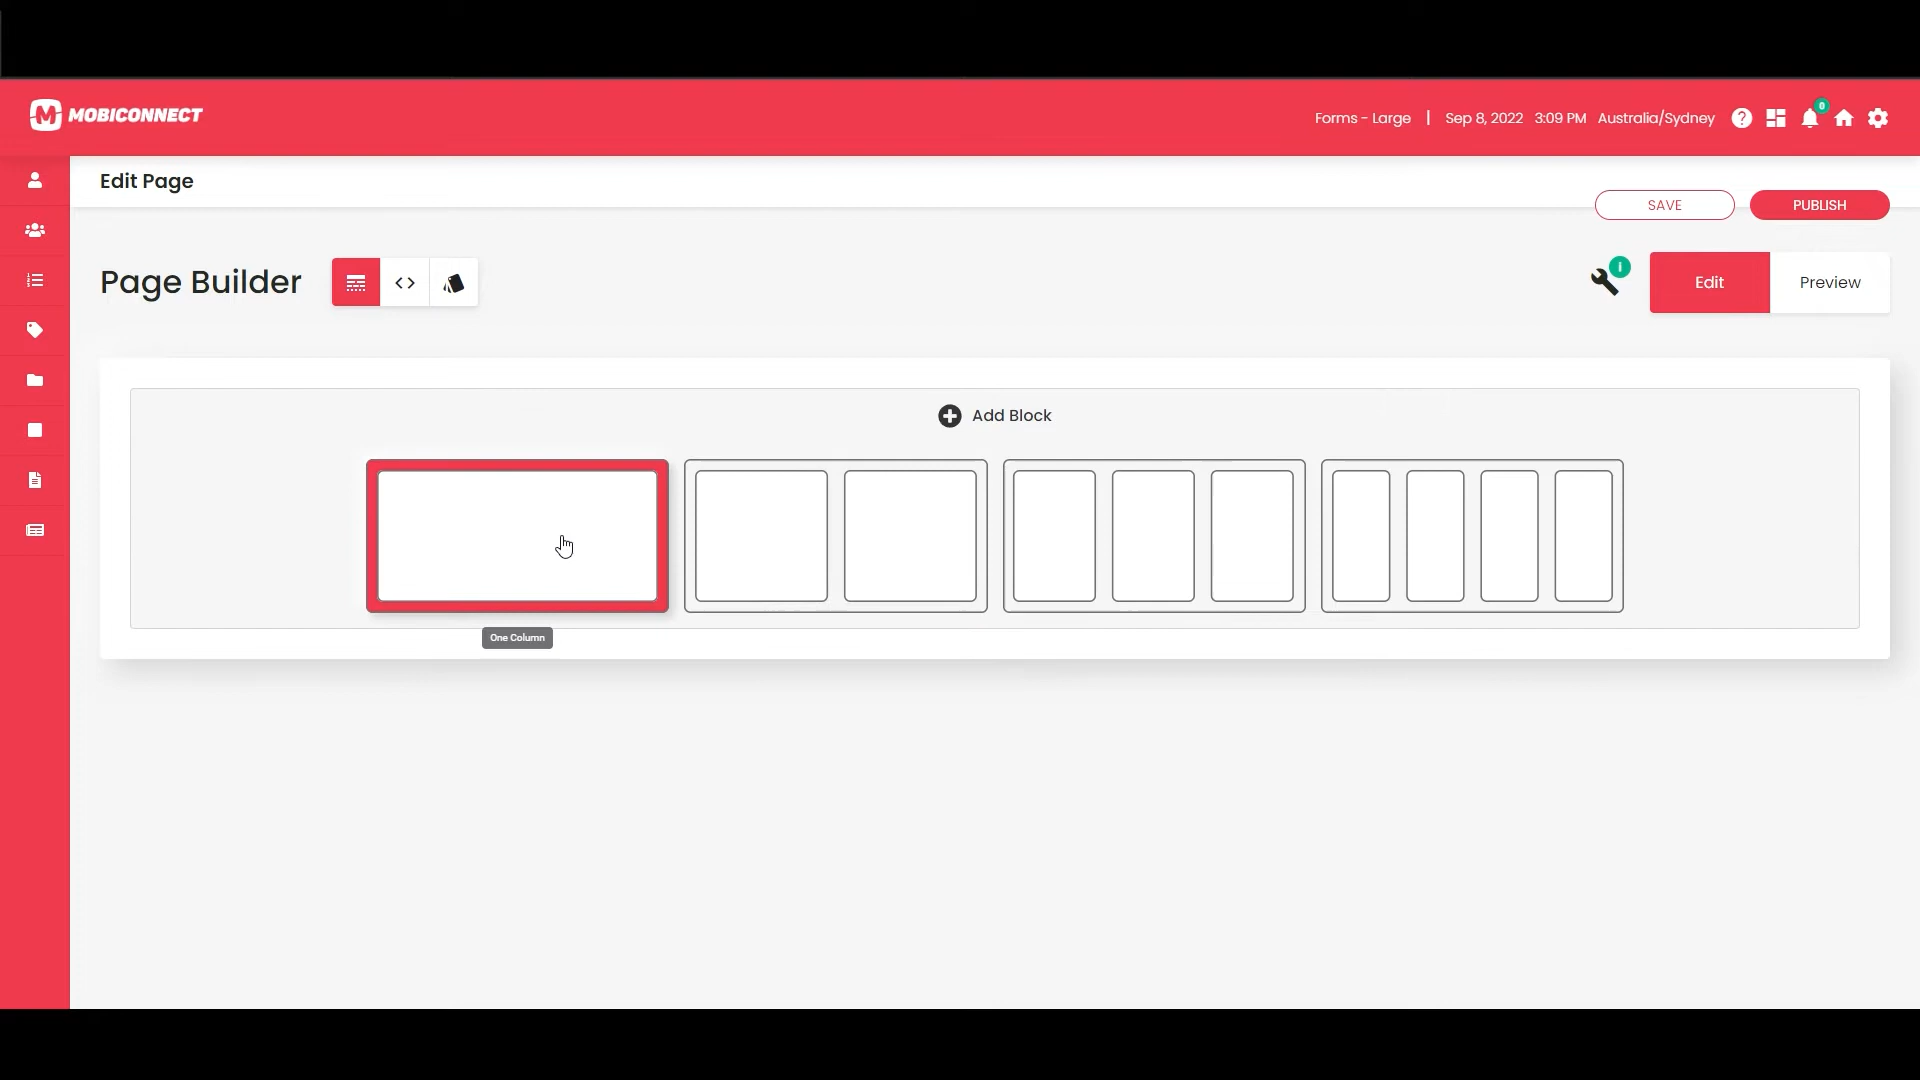 MOBICONNECT
Forms - Large | Sep 8, 2022 3:09 PM Australia/Sydney
0
Edit Page
SAVE
PUBLISH
Page Builder
Edit
Preview
Add Block
One Column